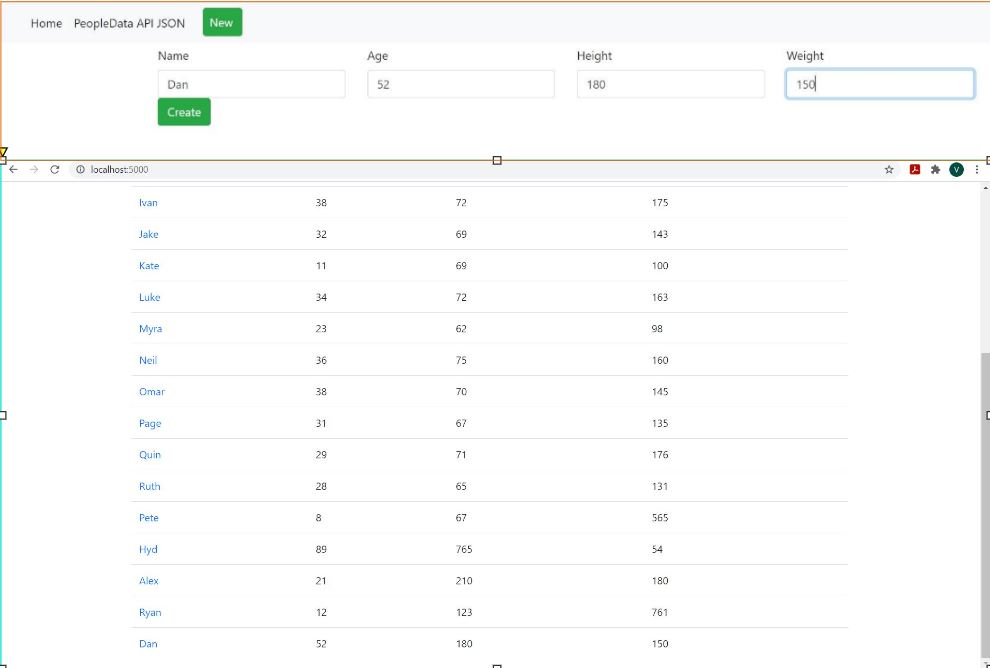 Home PeopleData API JSON New
Name Age Height Weight
Dan 52 180 150
Create
localhost:5000 V
Ivan 38 72 175
Jake 32 69 143
Kate 11 69 100
Luke 34 72 163
Myra 23 62 98
Neil 36 75 160
Omar 38 70 145
Page 31 67 135
Quin 29 71 176
Ruth 28 65 131
Pete 8 67 565
Hyd 89 765 54
Alex 21 210 180
Ryan 12 123 761
Dan 52 180 150